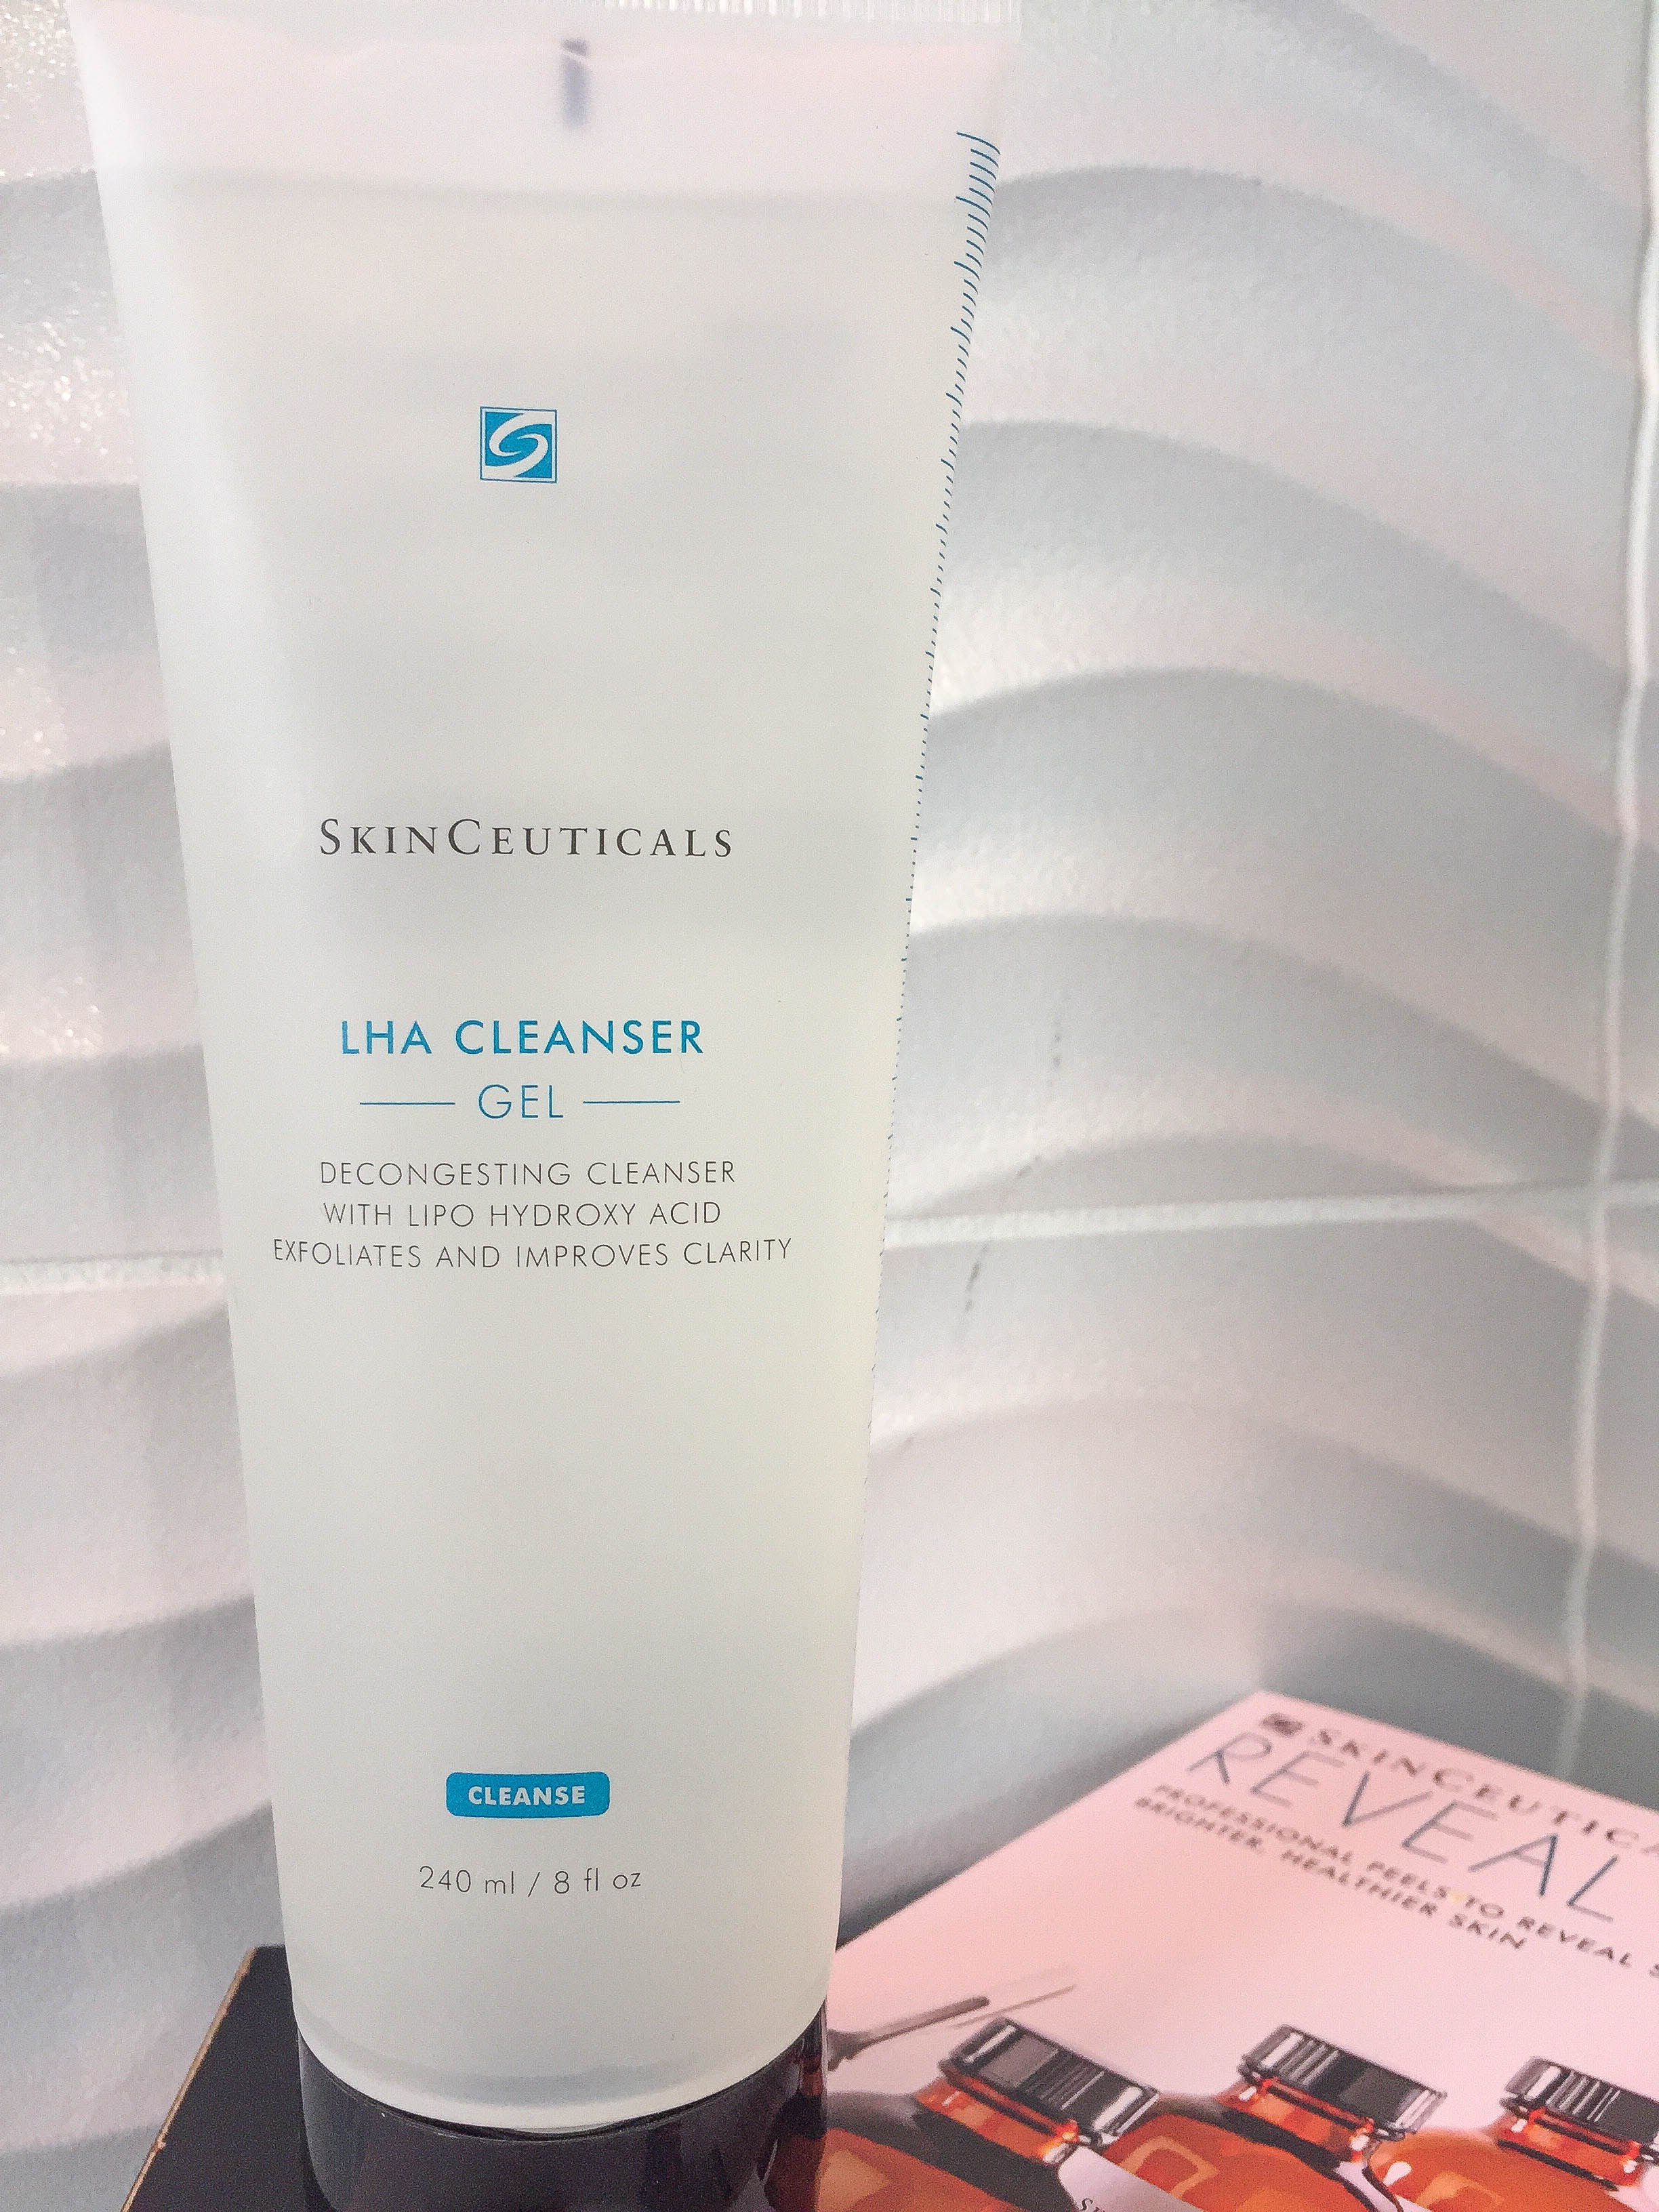 SKINCEUTICALS
LHA CLEANSER
GEL
DECONGESTING CLEANSER
WITH LIPO HYDROXY ACID
EXFOLIATES AND IMPROVES CLARITY
CLEANSE
240 ml / 8 fl oz
SKINCEUTICA
REVEAL
PROFESSIONAL PEELS TO REVEAL
BRIGHTER, HEALTHIER SKIN